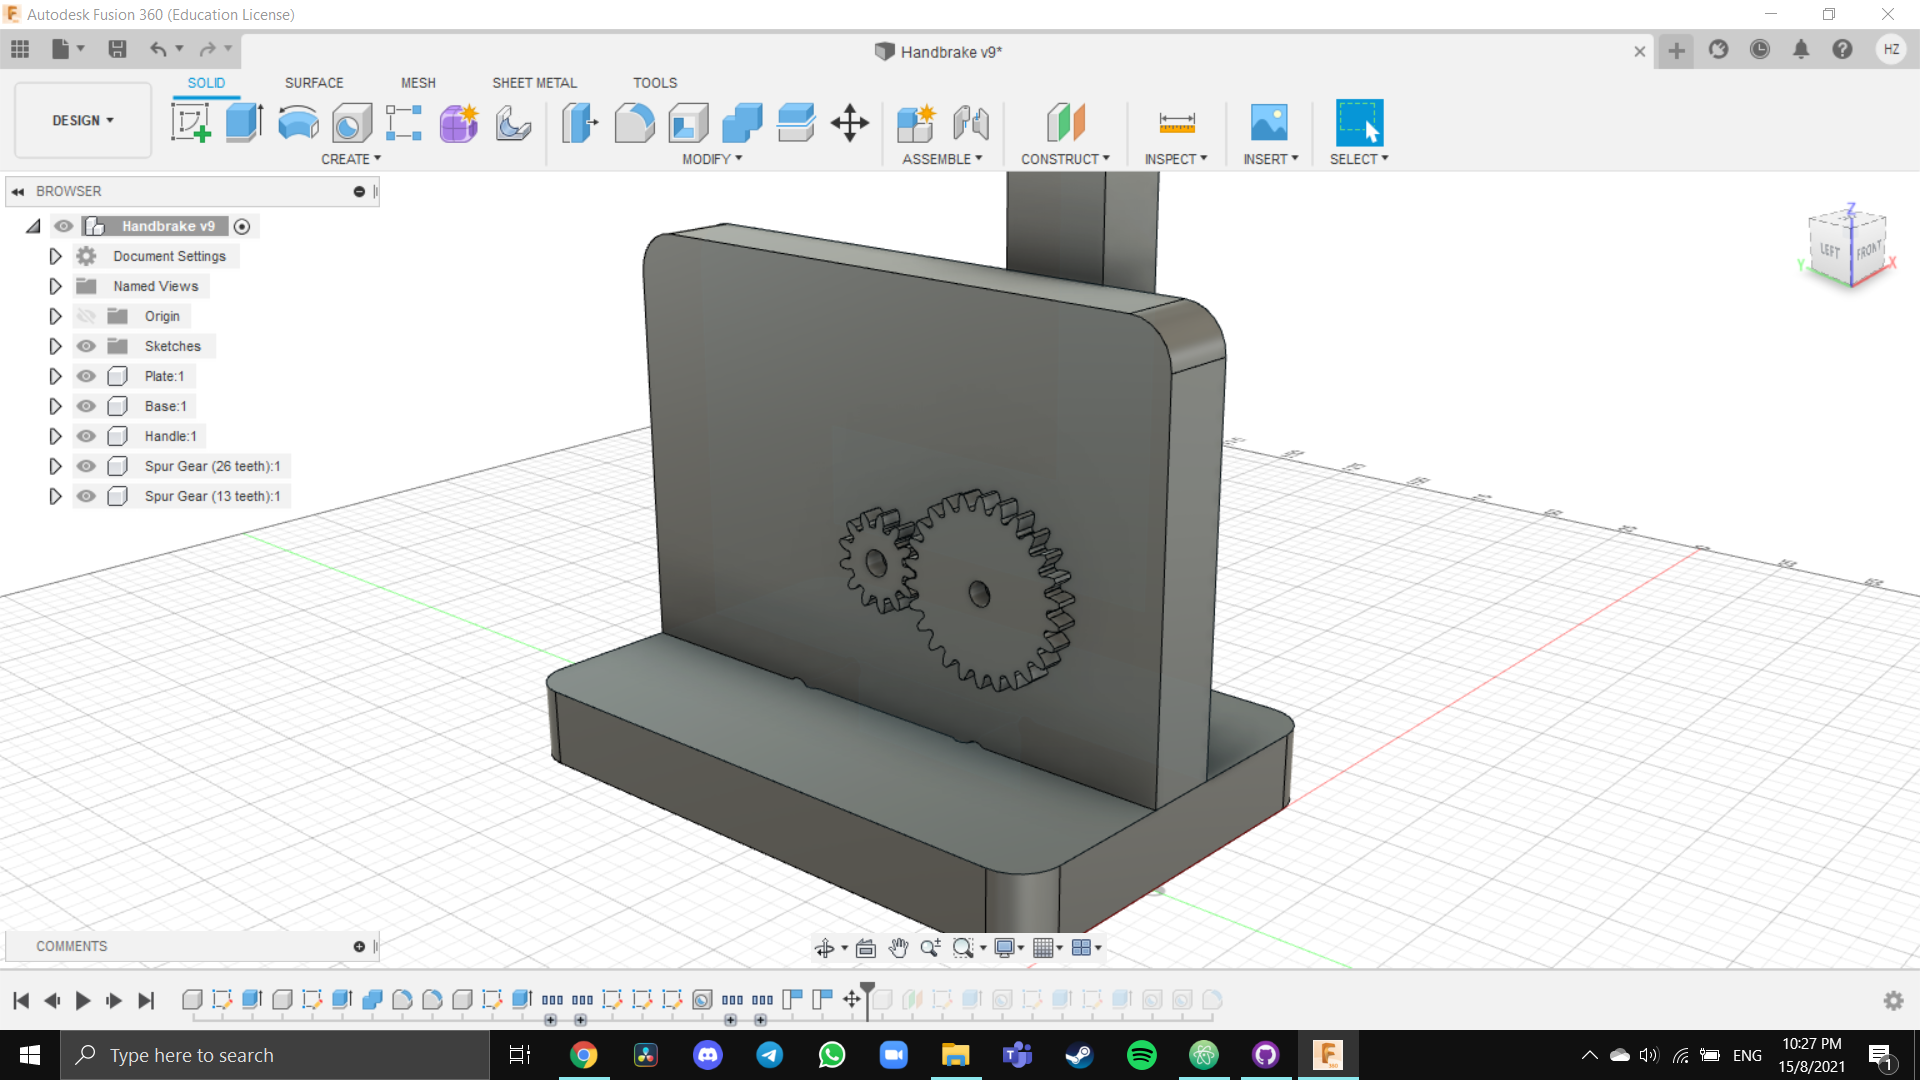 Autodesk Fusion 360 (Education License)
Handbrake v9*
HZ
DESIGN
SOLID
SURFACE
MESH
SHEET METAL
TOOLS
CREATE
MODIFY
ASSEMBLE
CONSTRUCT
INSPECT
INSERT
SELECT
BROWSER
Handbrake v9
Document Settings
Named Views
Origin
Sketches
Plate:1
Base:1
Handle:1
Spur Gear (26 teeth):1
Spur Gear (13 teeth):1
Z
LEFT
FRONT
Y
X
COMMENTS
Type here to search
ENG
10:27 PM
15/8/2021
1